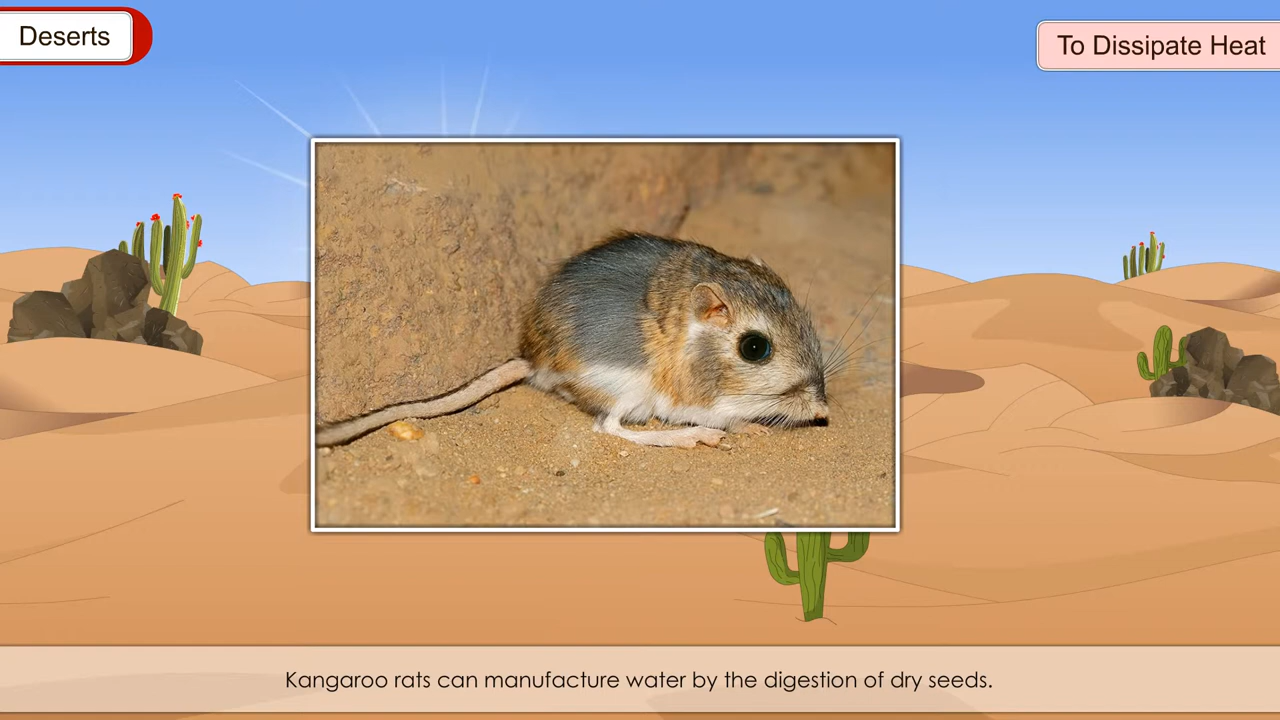 Deserts
To Dissipate Heat
Kangaroo rats can manufacture water by the digestion of dry seeds.